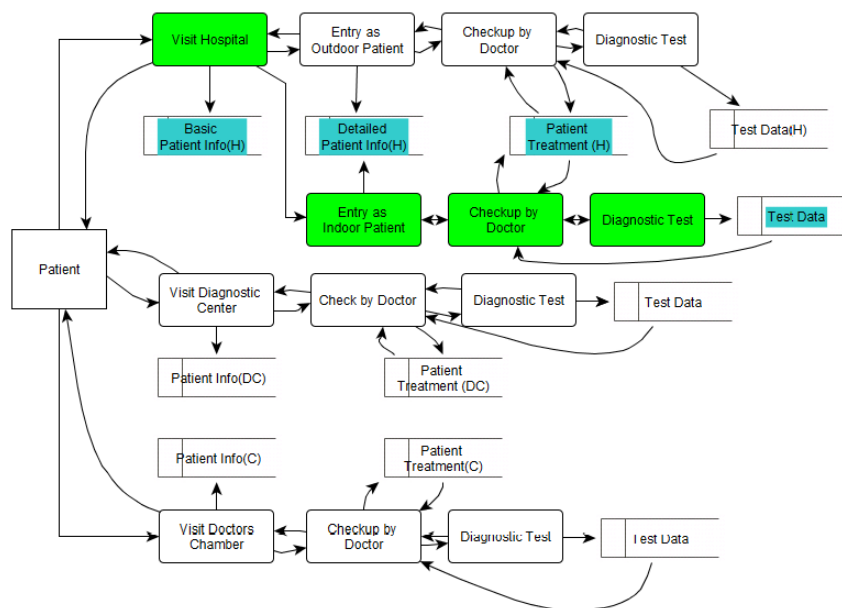 Visit Hospital
Entry as
Outdoor Patient
Checkup by
Doctor
Diagnostic Test
Basic
Patient Info(H)
Detailed
Patient Info(H)
Patient
Treatment (H)
Test Data(H)
Entry as
Indoor Patient
Checkup by
Doctor
Diagnostic Test
Test Data
Patient
Visit Diagnostic
Center
Check by Doctor
Diagnostic Test
Test Data
Patient Info(DC)
Patient
Treatment (DC)
Patient Info(C)
Patient
Treatment(C)
Visit Doctors
Chamber
Checkup by
Doctor
Diagnostic Test
Test Data